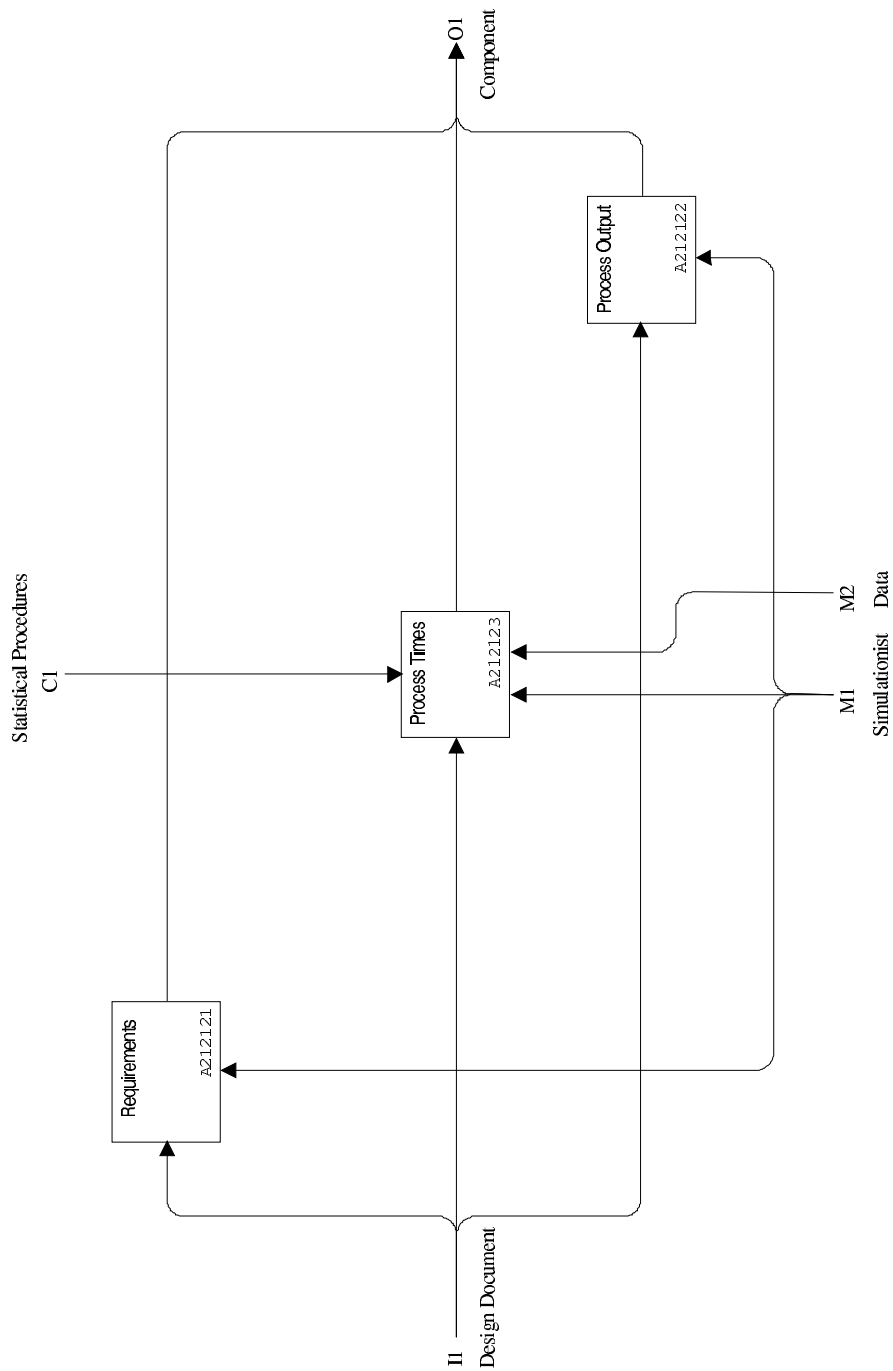 Statistical Procedures
C1
Requirements
A212121
I1
Design Document
Process Times
A212123
O1
Component
Process Output
A212122
M1
Simulationist
M2
Data